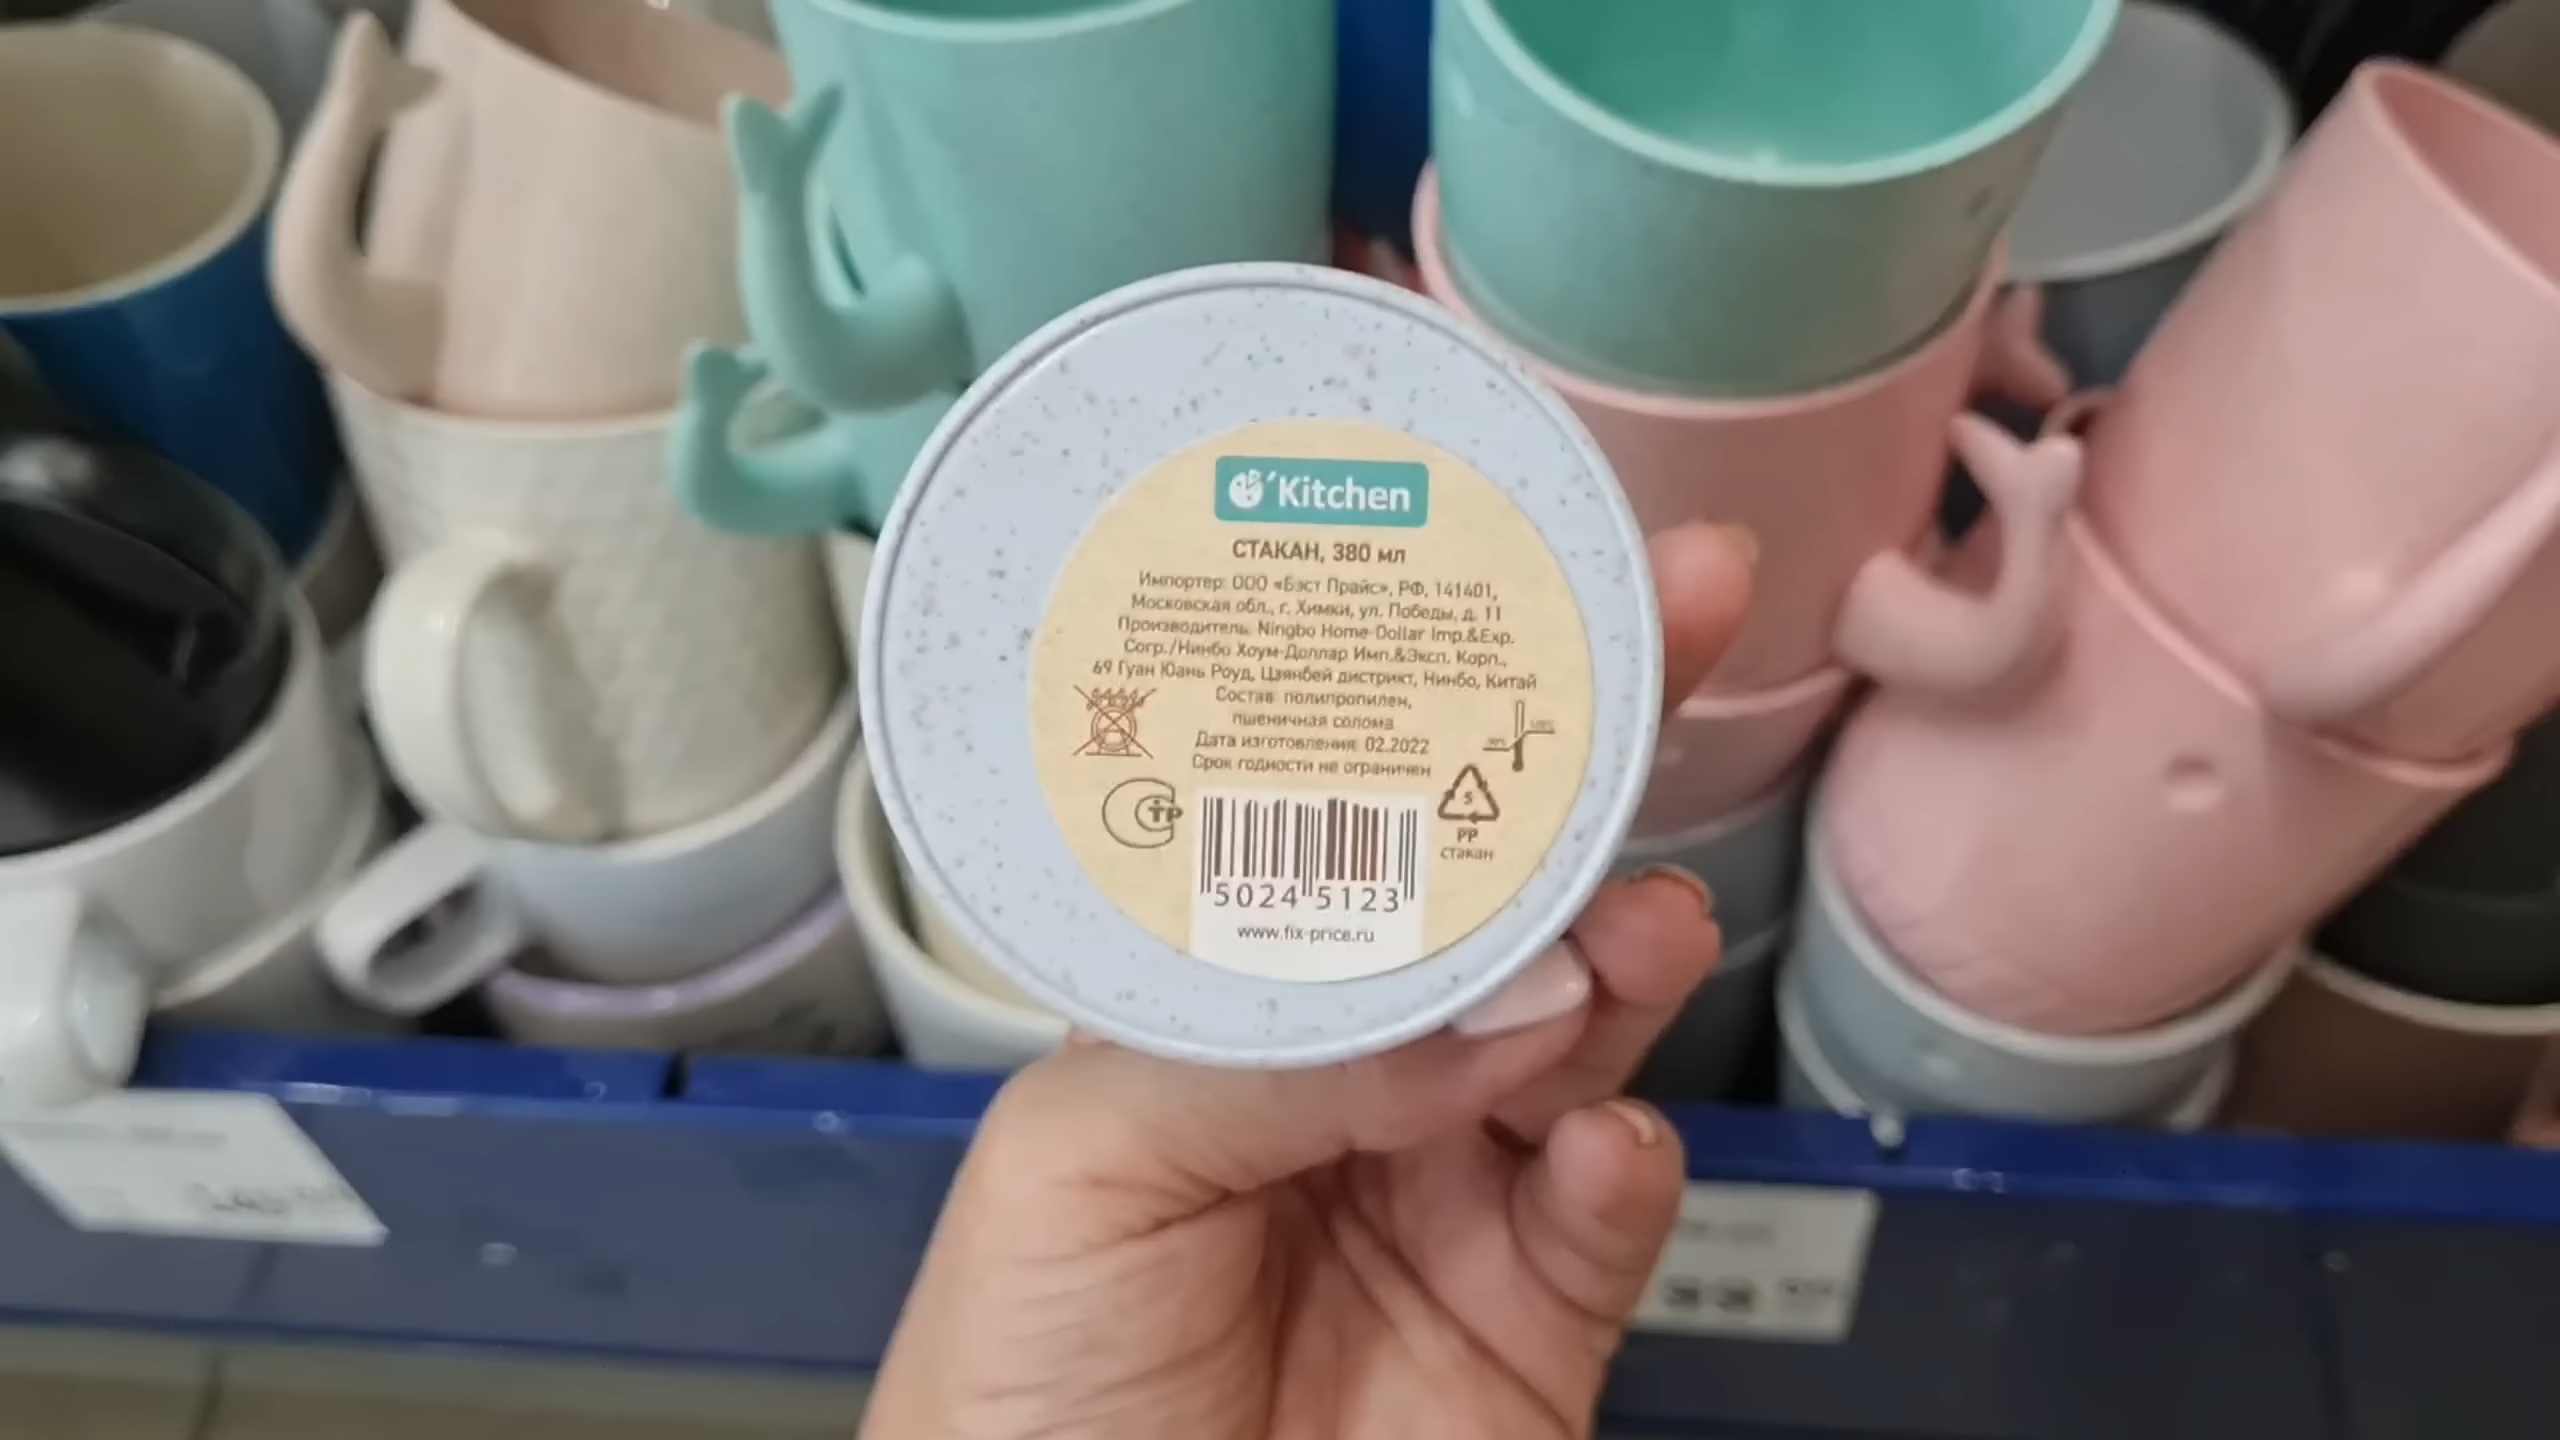 'Kitchen
СТАКАН, 380 мл
Импортер: ООО «Бэст Прайс», РФ, 141401,
Московская обл., г. Химки, ул. Победы, д. 11
Производитель: Ningbo Home-Dollar Imp.&Exp.
Corp./Нинбо Хоум-Доллар Имп.&Эксп. Корп.,
69 Гуан Юань Роуд, Цзянбей дистрикт, Нинбо, Китай
Состав: полипропилен,
пшеничная солома
Дата изготовления: 02.2022
Срок годности не ограничен
СТР
5
PP
стакан
5024 5123
www.fix-price.ru